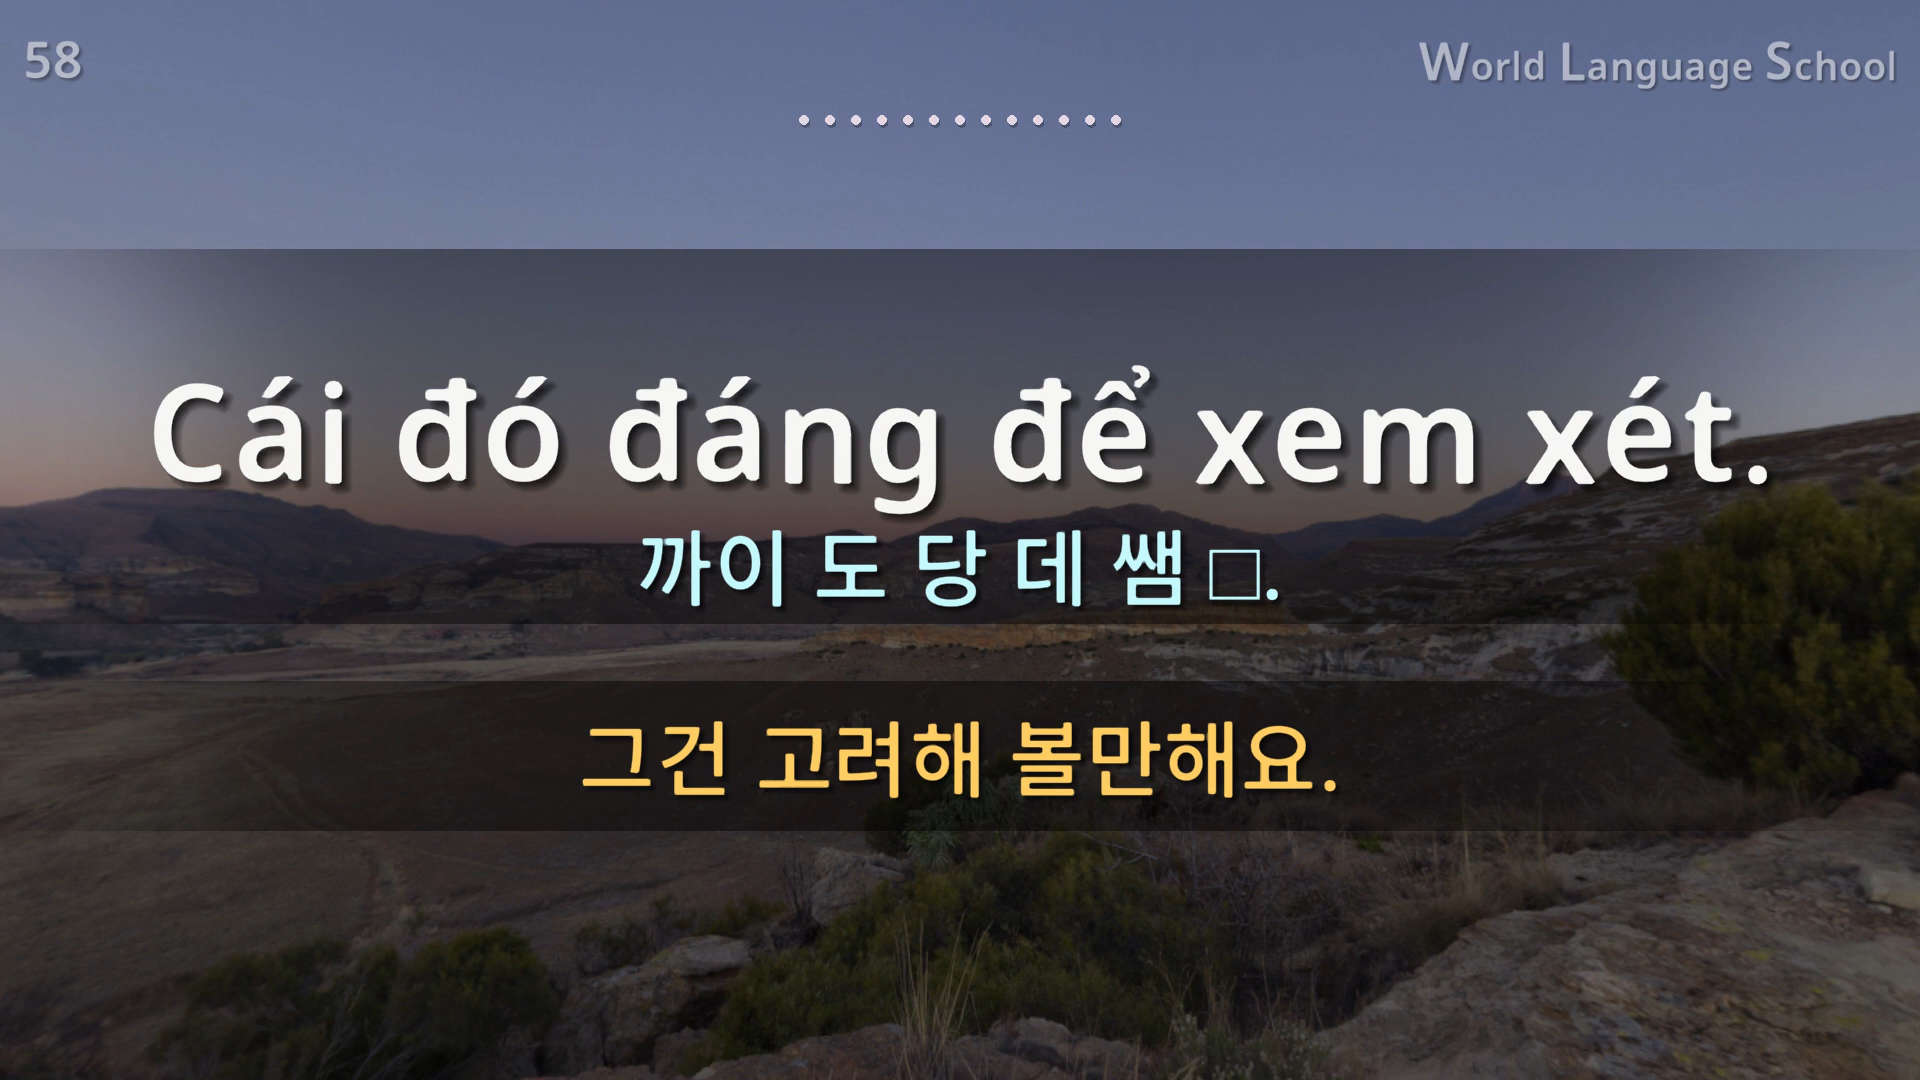 58
World Language School
Cái đó đáng để xem xét.
까이 도 당 데 쌤 □.
그건 고려해 볼만해요.